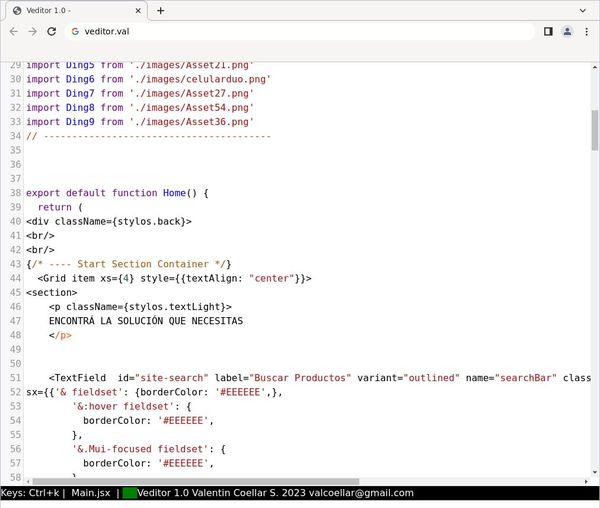 Veditor 1.0 -
veditor.val
29 import Ding5 from './images/Asset21.png'
30 import Ding6 from './images/celularduo.png'
31 import Ding7 from './images/Asset27.png'
32 import Ding8 from './images/Asset54.png'
33 import Ding9 from './images/Asset36.png'
34 // ---------------------------------------
35
36
37
38 export default function Home() {
39   return (
40 <div className={stylos.back}>
41 <br/>
42 <br/>
43 {/* ---- Start Section Container */}
44   <Grid item xs={4} style={{textAlign: "center"}}>
45 <section>
46     <p className={stylos.textLight}>
47     ENCONTRÁ LA SOLUCIÓN QUE NECESITAS
48     </p>
49
50
51     <TextField  id="site-search" label="Buscar Productos" variant="outlined" name="searchBar" class
52 sx={{'& fieldset': {borderColor: '#EEEEEE',},
53         '&:hover fieldset': {
54           borderColor: '#EEEEEE',
55         },
56         '&.Mui-focused fieldset': {
57           borderColor: '#EEEEEE',
58         }
Keys: Ctrl+k |  Main.jsx  | Veditor 1.0 Valentin Coellar S. 2023 valcoellar@gmail.com